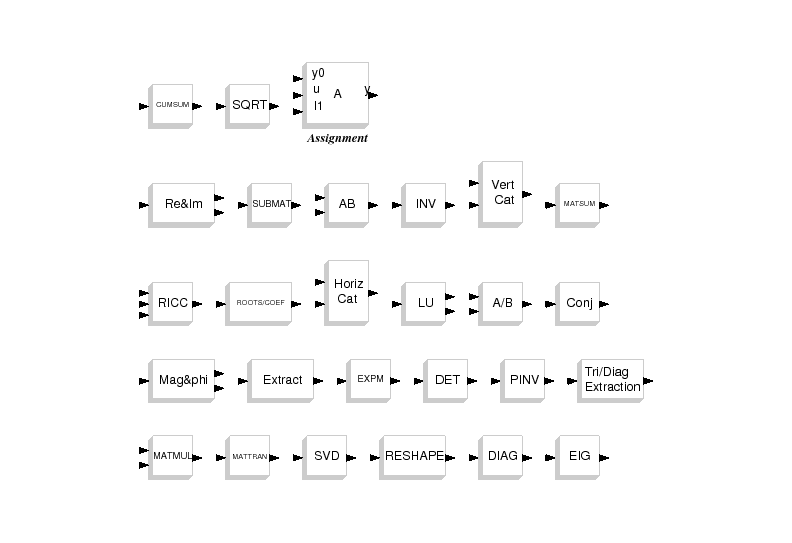 CUMSUM SQRT y0 u I1 A y
Assignment
Re&Im SUBMAT AB INV Vert Cat MATSUM
RICC ROOTS/COEF Horiz Cat LU A/B Conj
Mag&phi Extract EXPM DET PINV Tri/Diag Extraction
MATMUL MATTRAN SVD RESHAPE DIAG EIG